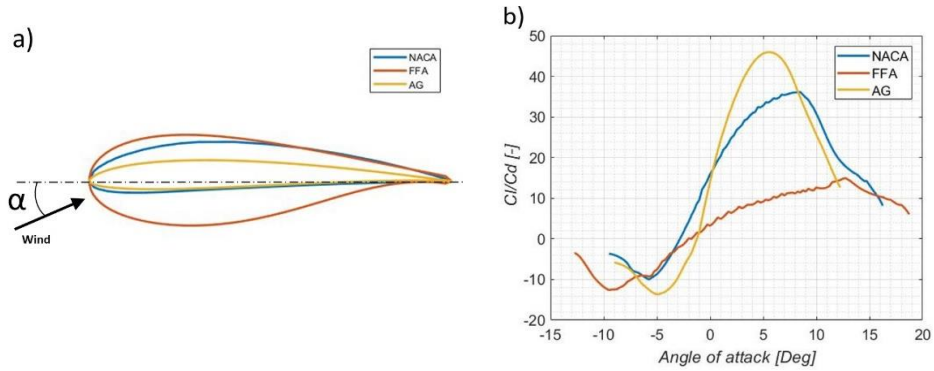 a)
NACA
FFA
AG
α
Wind
b)
Cl/Cd [-]
50
40
30
20
10
0
-10
-20
NACA
FFA
AG
-15
-10
-5
0
5
10
15
20
Angle of attack [Deg]